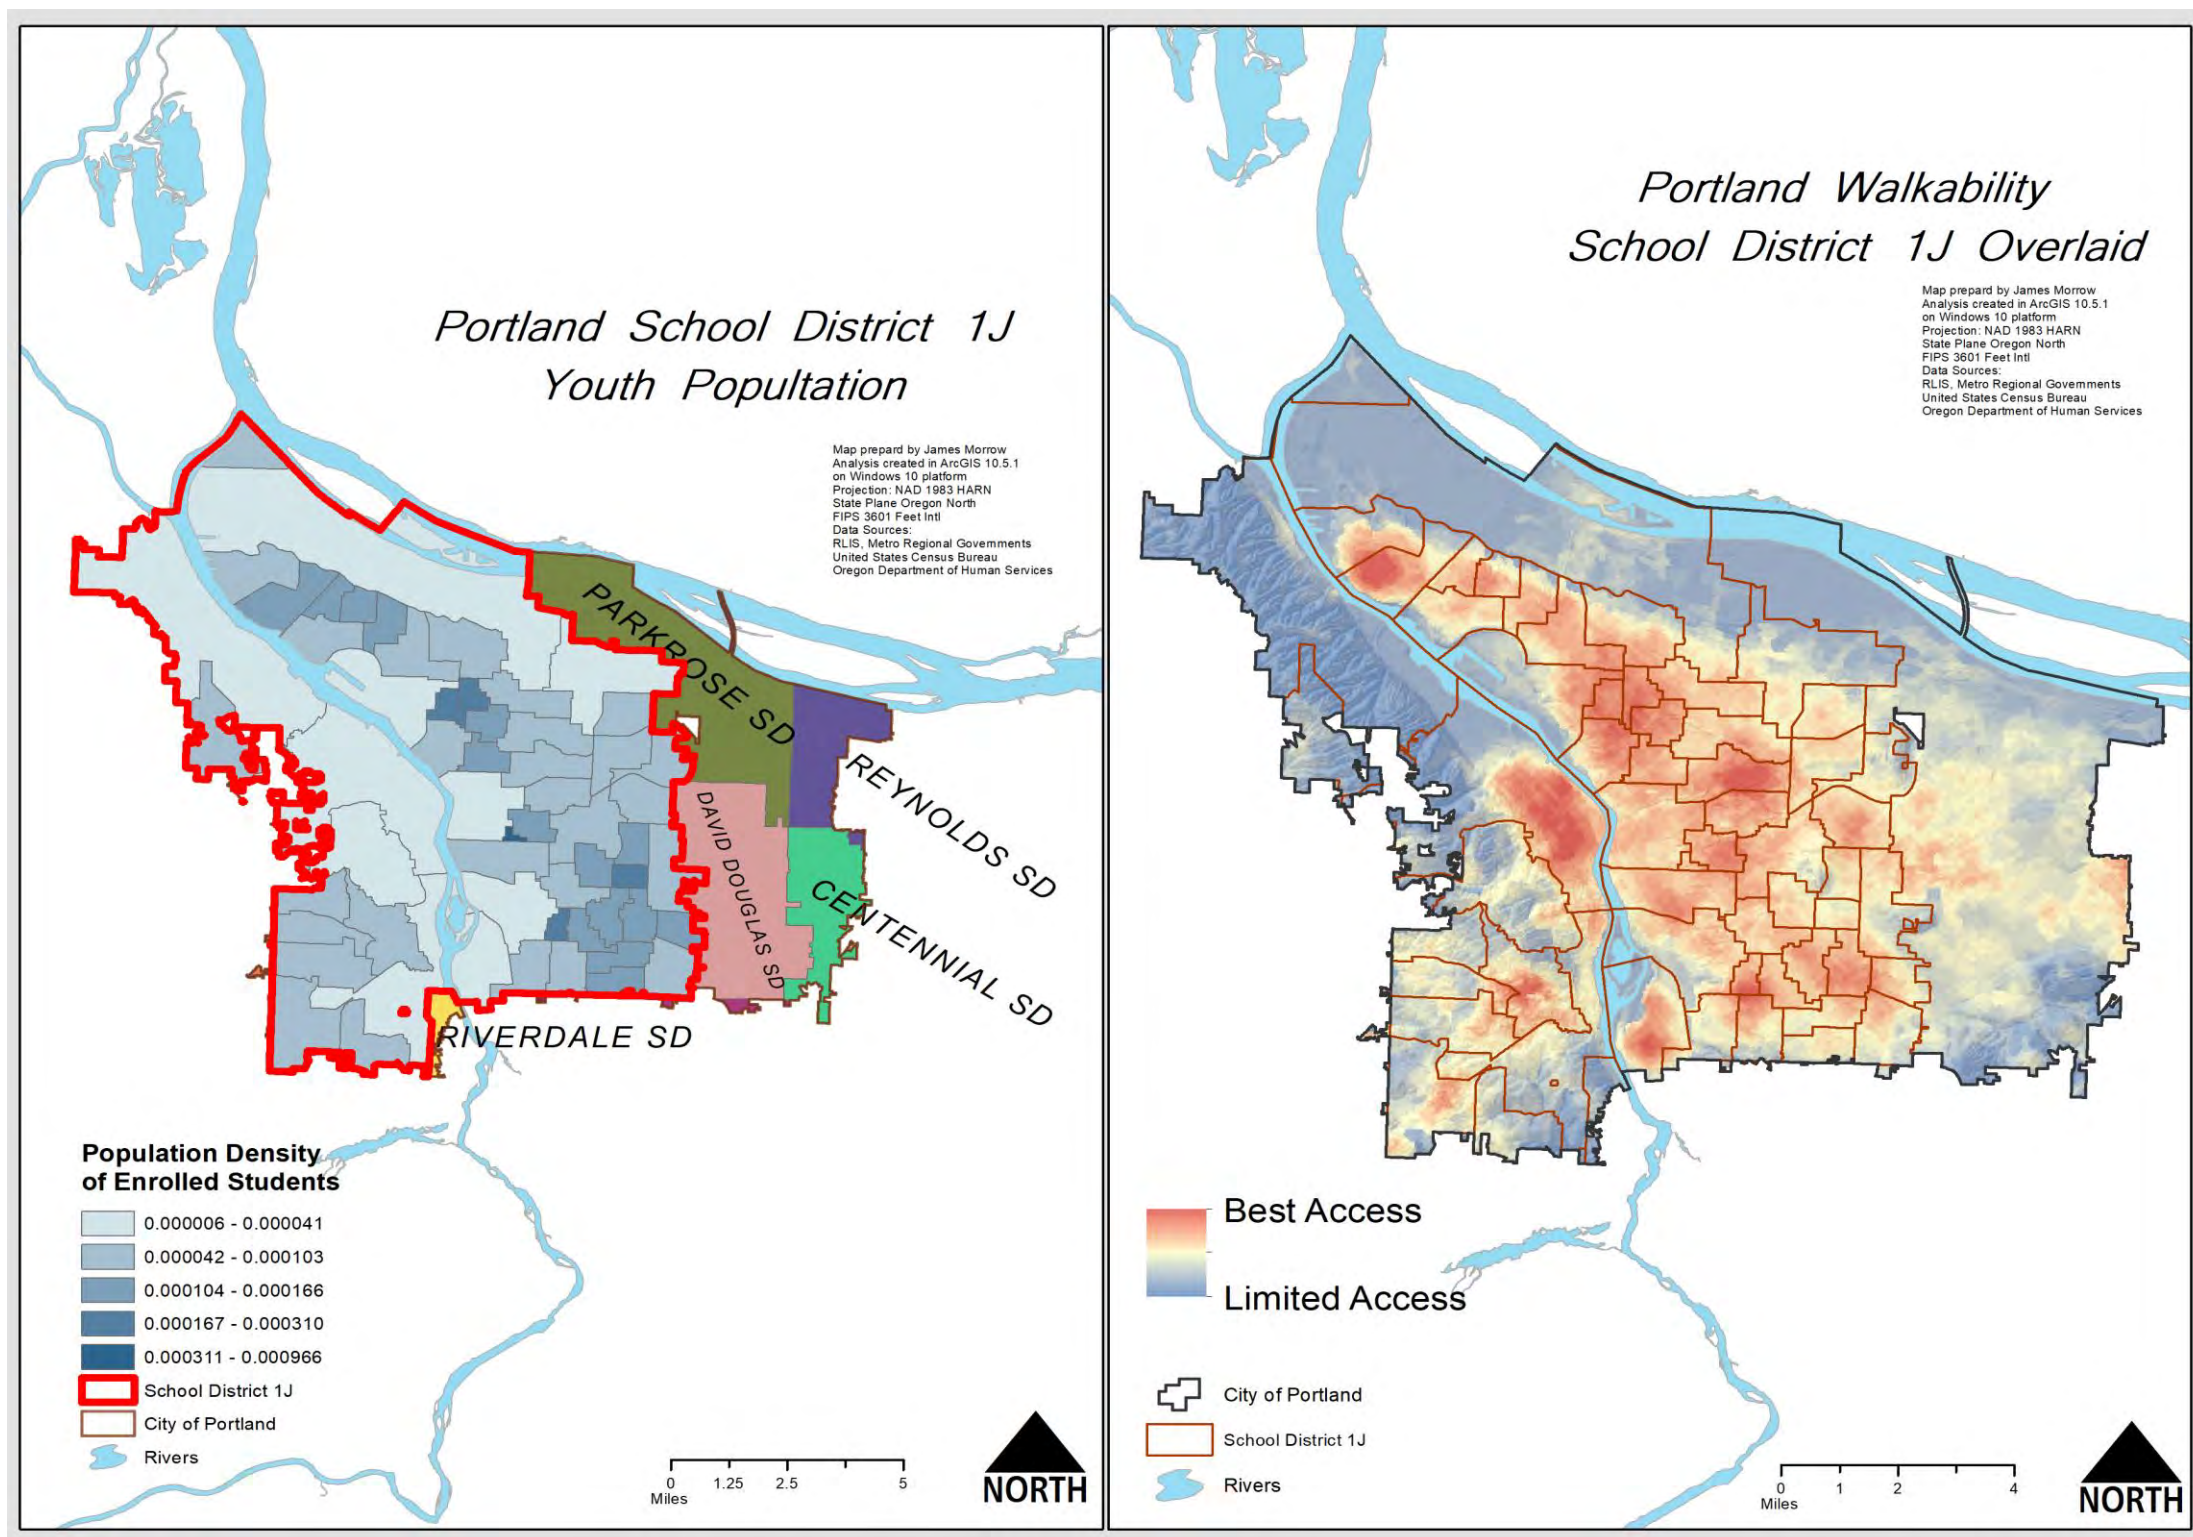 Portland School District 1J
Youth Popultation
Map prepard by James Morrow
Analysis created in ArcGIS 10.5.1
on Windows 10 platform
Projection: NAD 1983 HARN
State Plane Oregon North
FIPS 3601 Feet Intl
Data Sources:
RLIS, Metro Regional Governments
United States Census Bureau
Oregon Department of Human Services
PARKROSE SD
REYNOLDS SD
DAVID DOUGLAS SD
CENTENNIAL SD
RIVERDALE SD
Population Density
of Enrolled Students
0.000006 - 0.000041
0.000042 - 0.000103
0.000104 - 0.000166
0.000167 - 0.000310
0.000311 - 0.000966
School District 1J
City of Portland
Rivers
0 1.25 2.5 5
Miles
NORTH
Portland Walkability
School District 1J Overlaid
Map prepard by James Morrow
Analysis created in ArcGIS 10.5.1
on Windows 10 platform
Projection: NAD 1983 HARN
State Plane Oregon North
FIPS 3601 Feet Intl
Data Sources:
RLIS, Metro Regional Governments
United States Census Bureau
Oregon Department of Human Services
Best Access
Limited Access
City of Portland
School District 1J
Rivers
0 1 2 4
Miles
NORTH